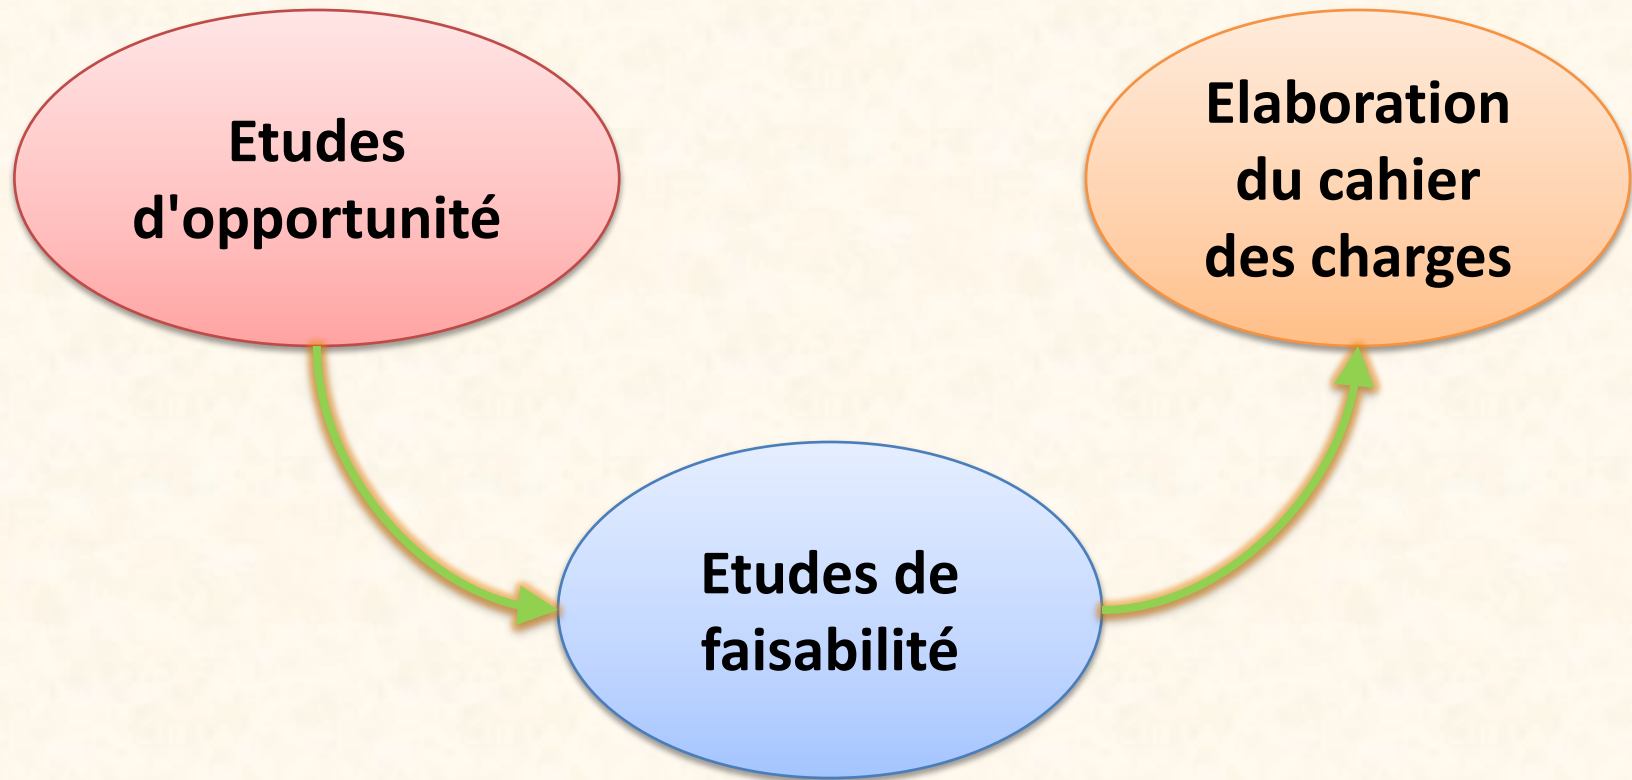 Etudes
d'opportunité
Etudes de
faisabilité
Elaboration
du cahier
des charges